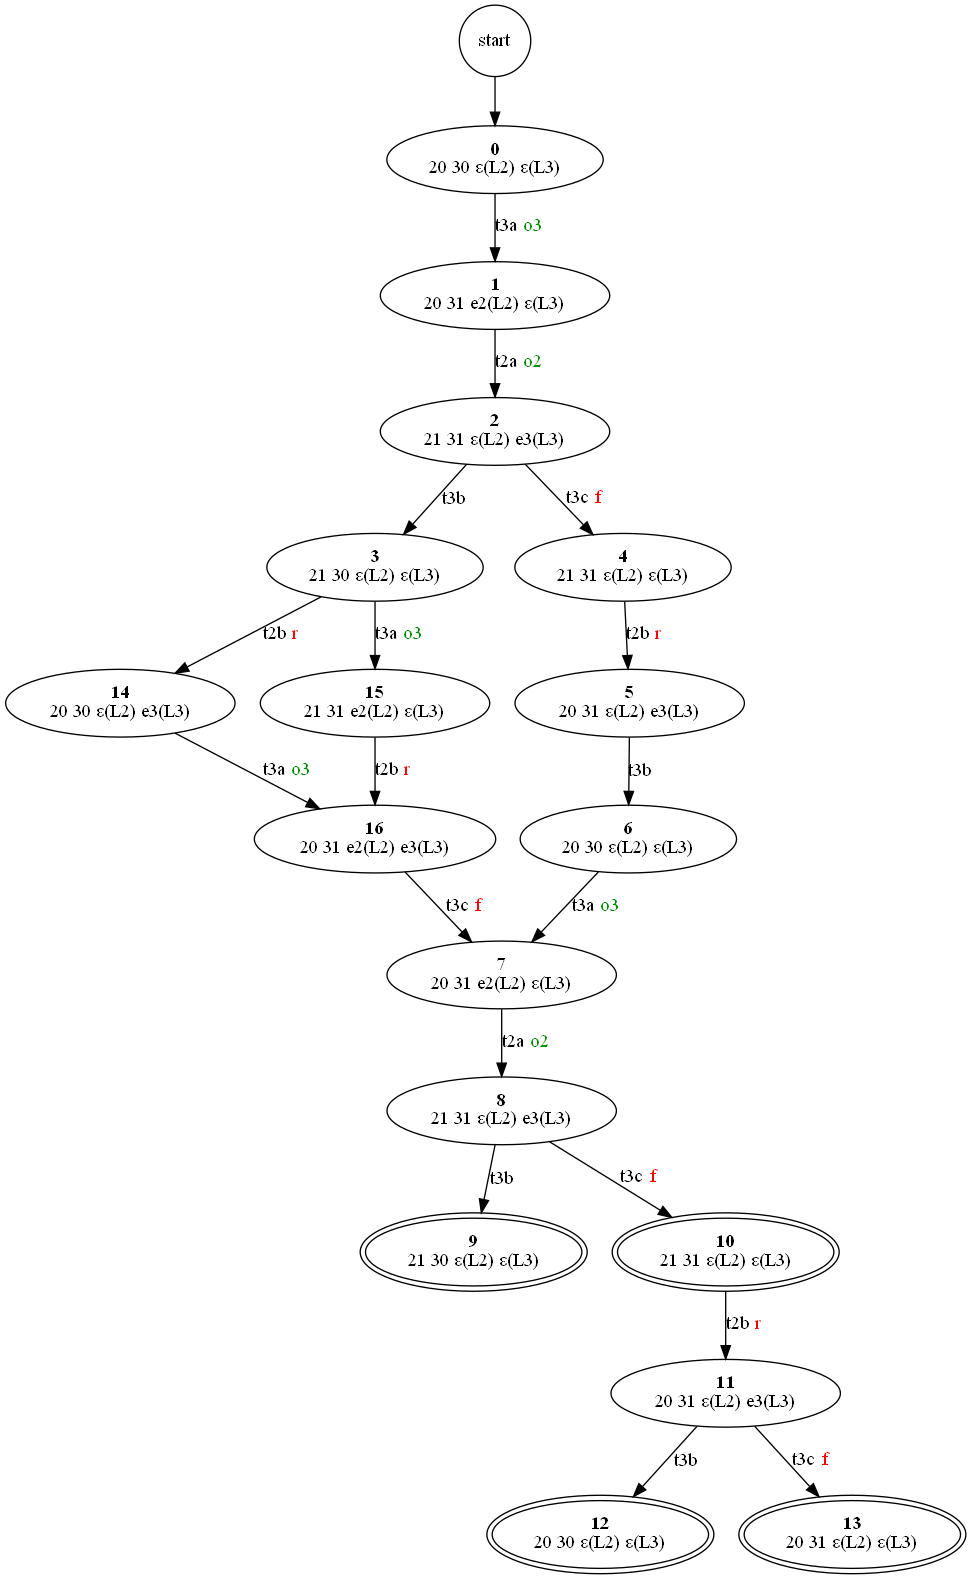 start
0
20 30 ε(L2) ε(L3)
t3a o3
1
20 31 e2(L2) ε(L3)
t2a o2
2
21 31 ε(L2) e3(L3)
t3b
t3c f
3
21 30 ε(L2) ε(L3)
4
21 31 ε(L2) ε(L3)
t2b r
t3a o3
t2b r
14
20 30 ε(L2) e3(L3)
15
21 31 e2(L2) ε(L3)
5
20 31 ε(L2) e3(L3)
t3a o3
t2b r
t3b
16
20 31 e2(L2) e3(L3)
6
20 30 ε(L2) ε(L3)
t3c f
t3a o3
7
20 31 e2(L2) ε(L3)
t2a o2
8
21 31 ε(L2) e3(L3)
t3b
t3c f
9
21 30 ε(L2) ε(L3)
10
21 31 ε(L2) ε(L3)
t2b r
11
20 31 ε(L2) e3(L3)
t3b
t3c f
12
20 30 ε(L2) ε(L3)
13
20 31 ε(L2) ε(L3)